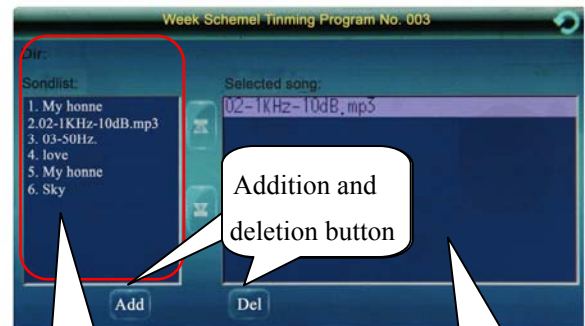 Week Schemel Tinming Program No. 003
Dir:
Sondlist:
Selected song:
1. My honne
2.02-1KHz-10dB.mp3
3. 03-50Hz.
4. love
5. My honne
6. Sky
02-1KHz-10dB.mp3
Addition and
deletion button
Add
Del